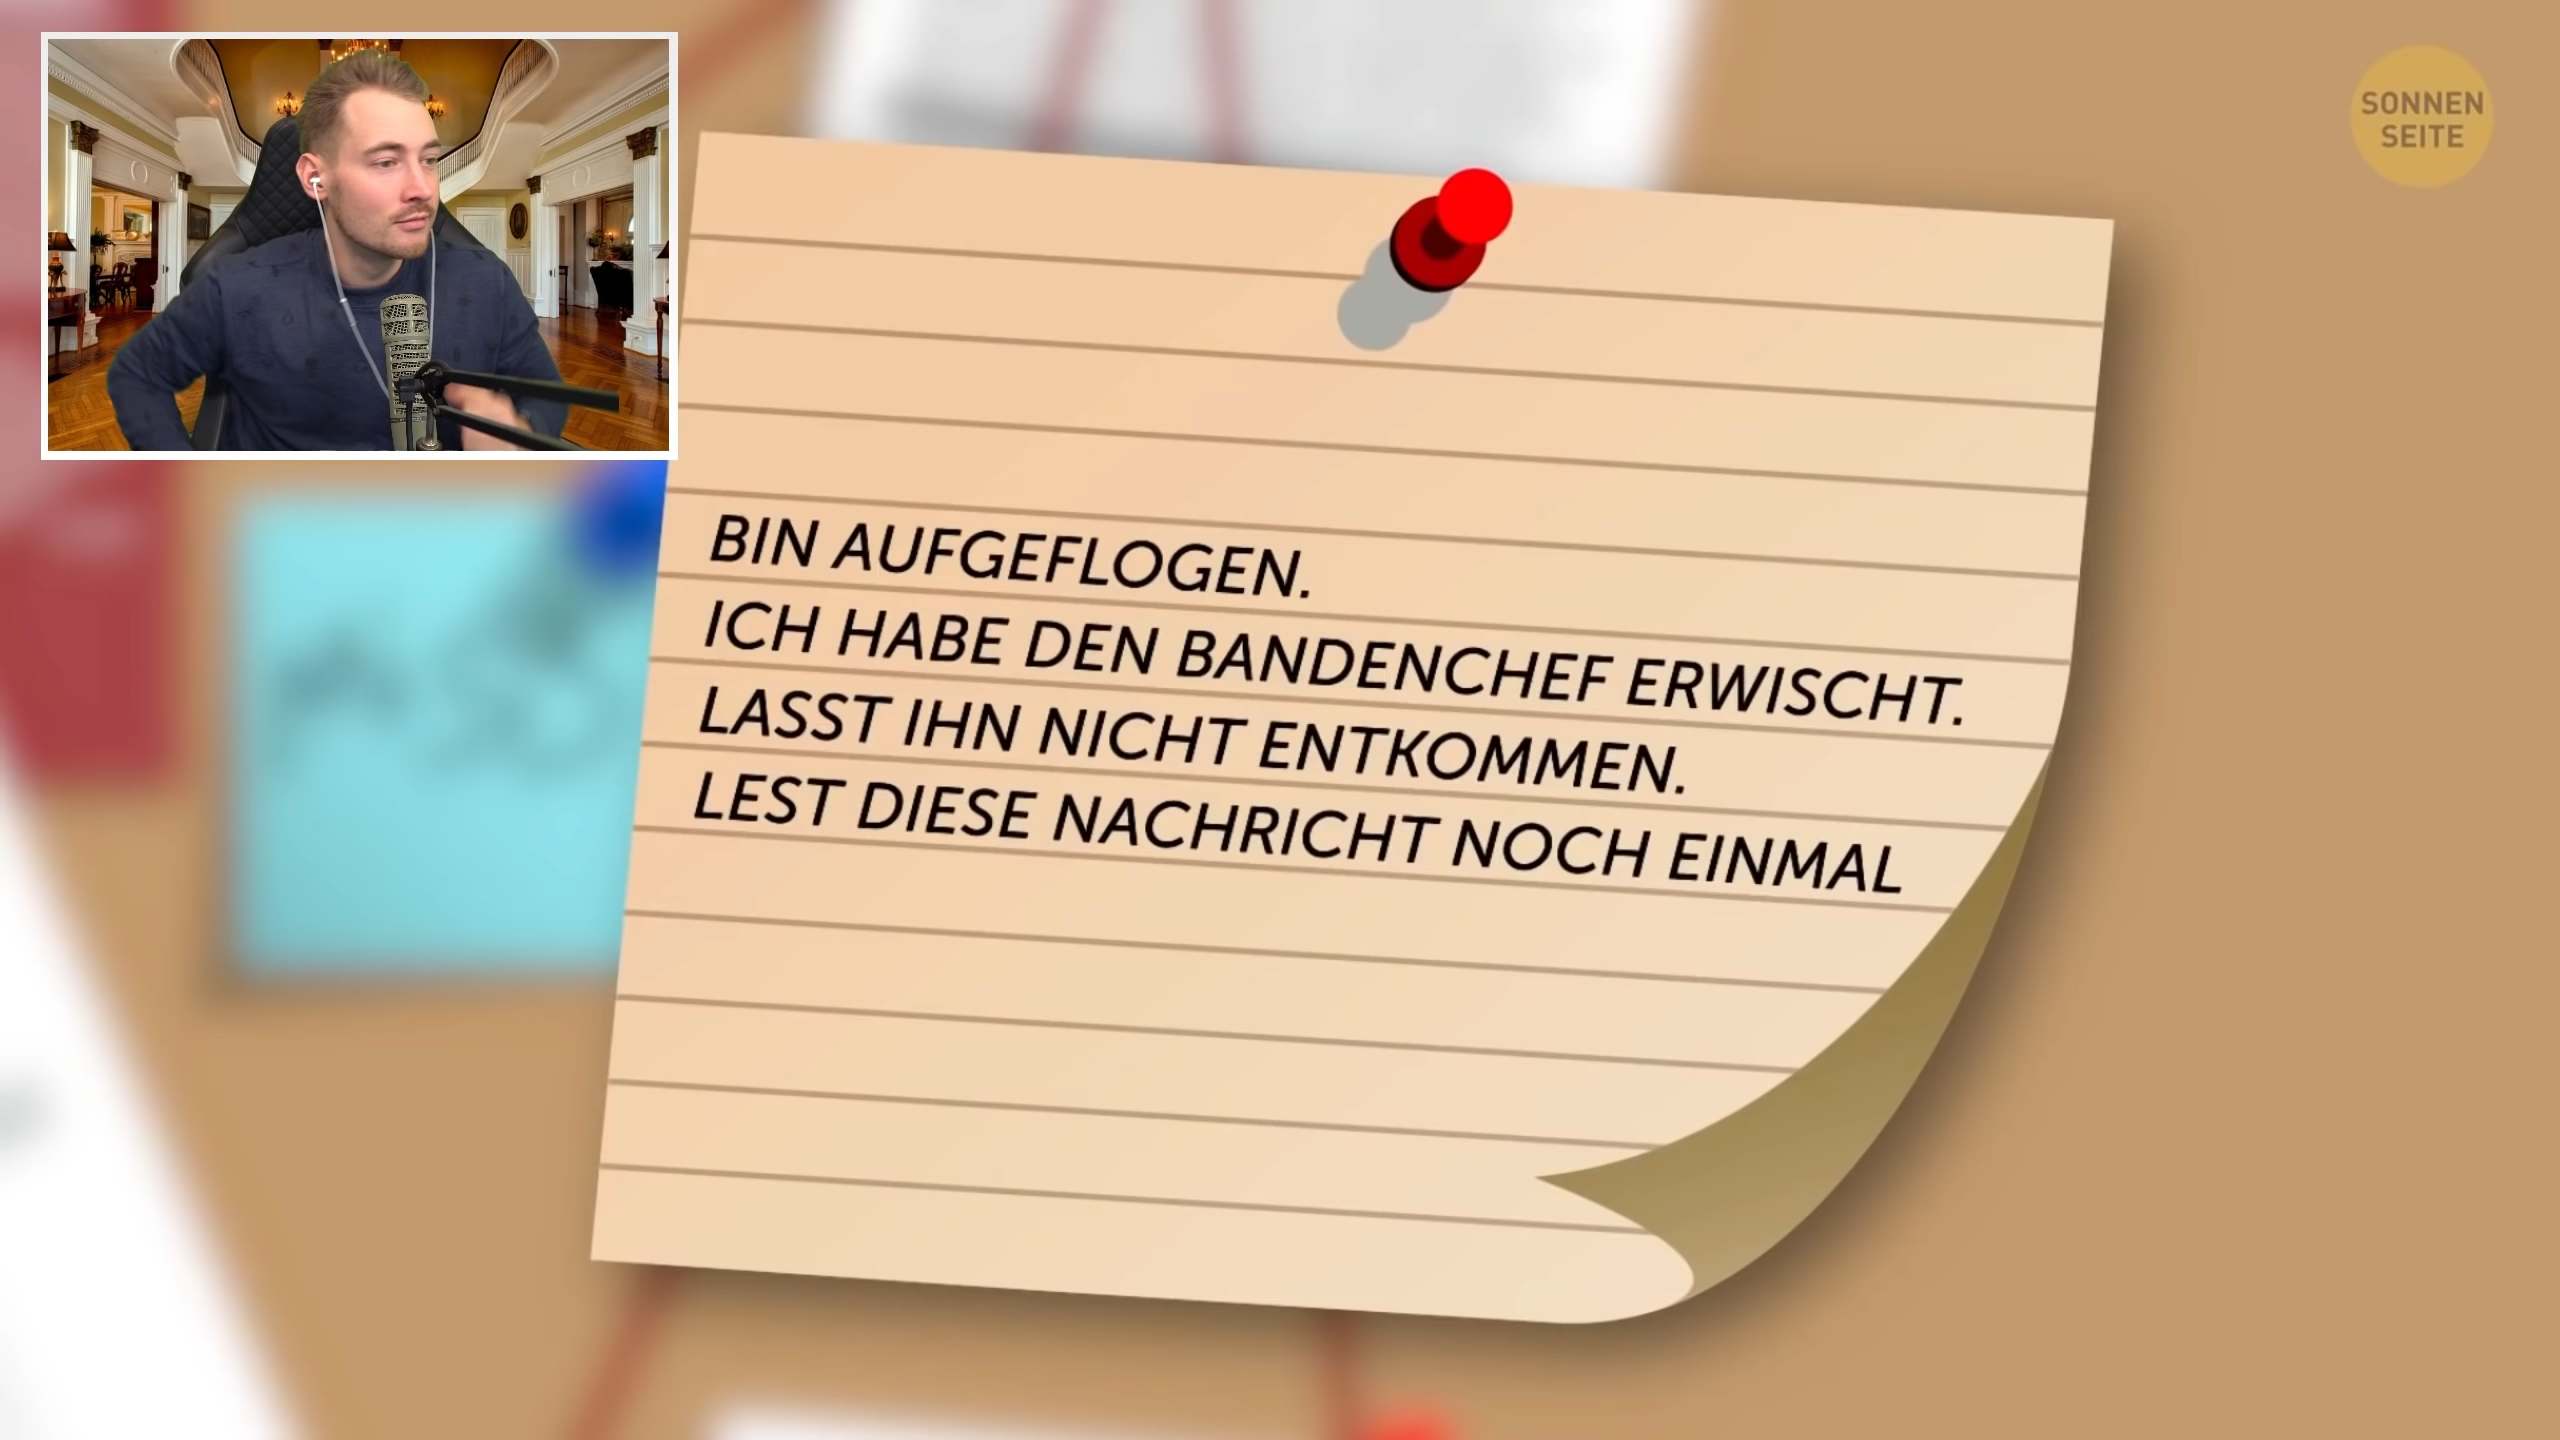 SONNEN
SEITE
BIN AUFGEFLOGEN.
ICH HABE DEN BANDENCHEF ERWISCHT.
LASST IHN NICHT ENTKOMMEN.
LEST DIESE NACHRICHT NOCH EINMAL